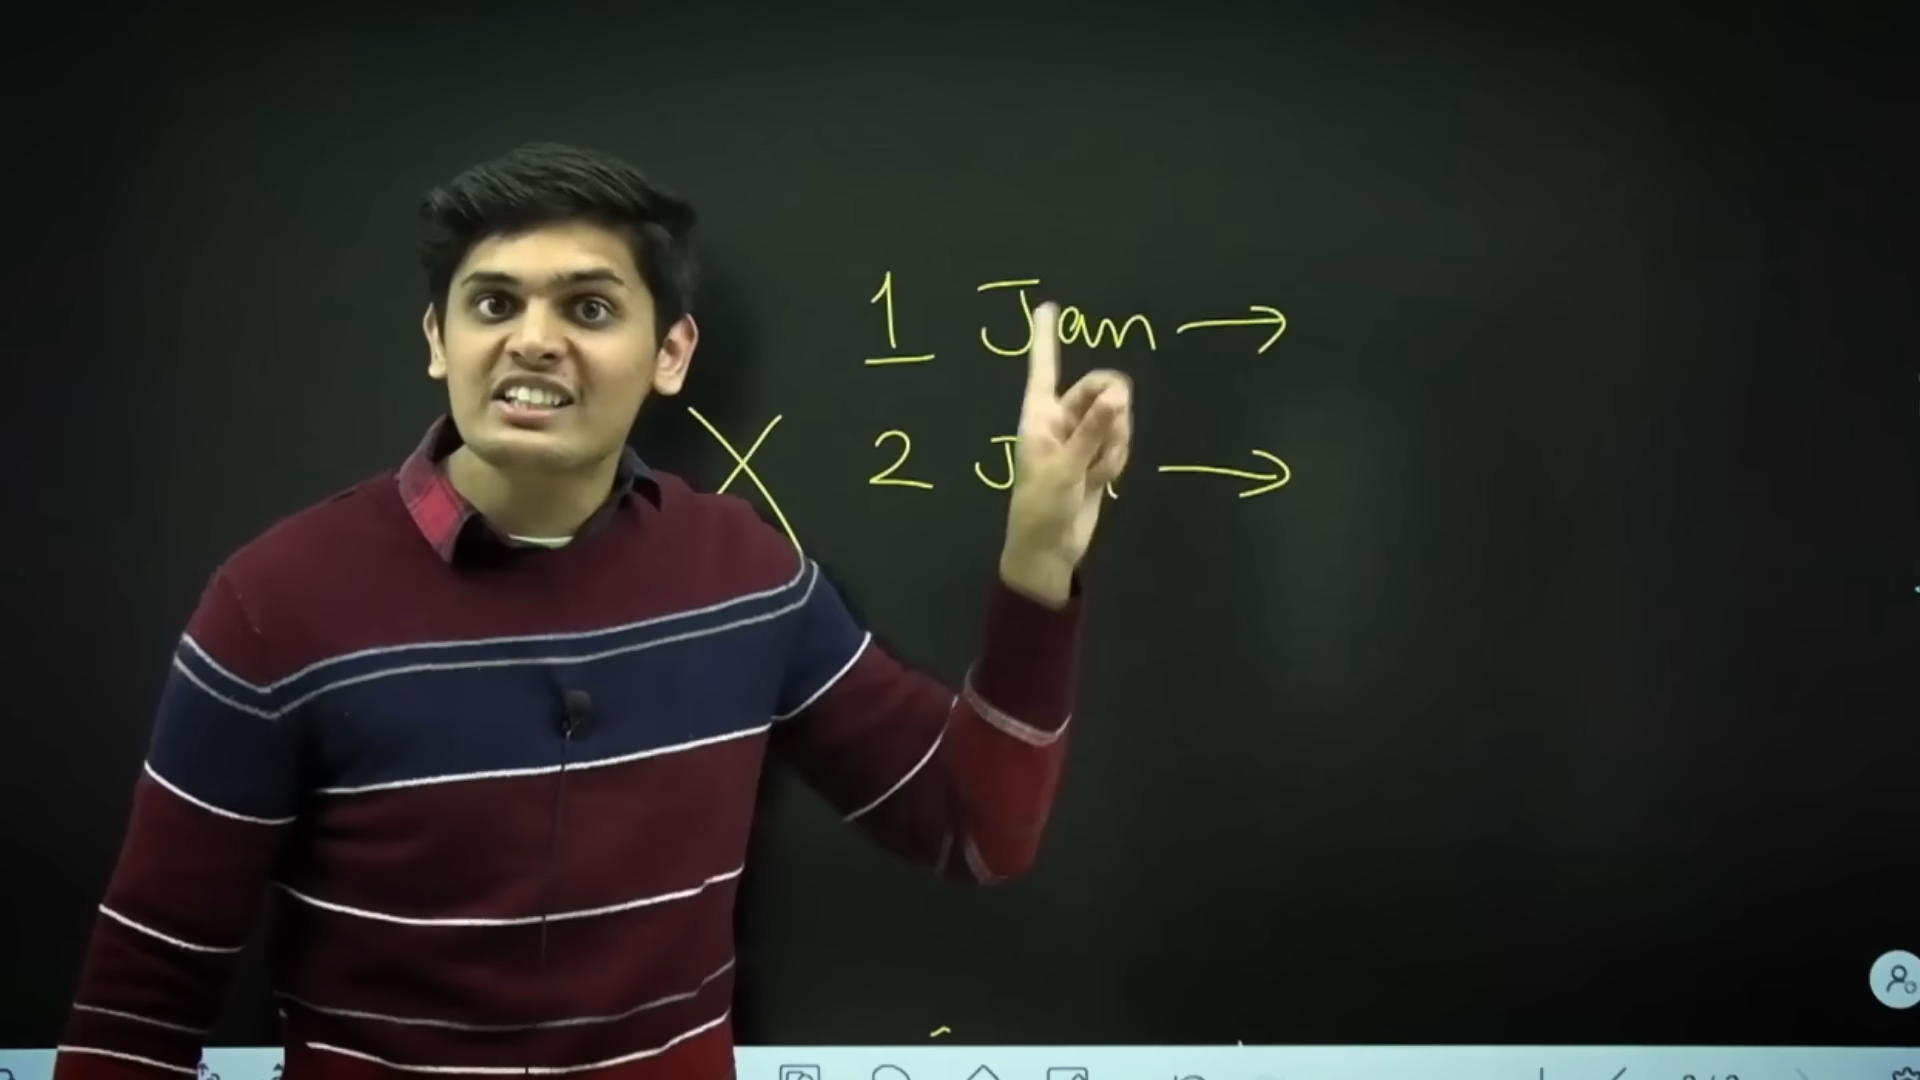 1 Jan →
X 2 →